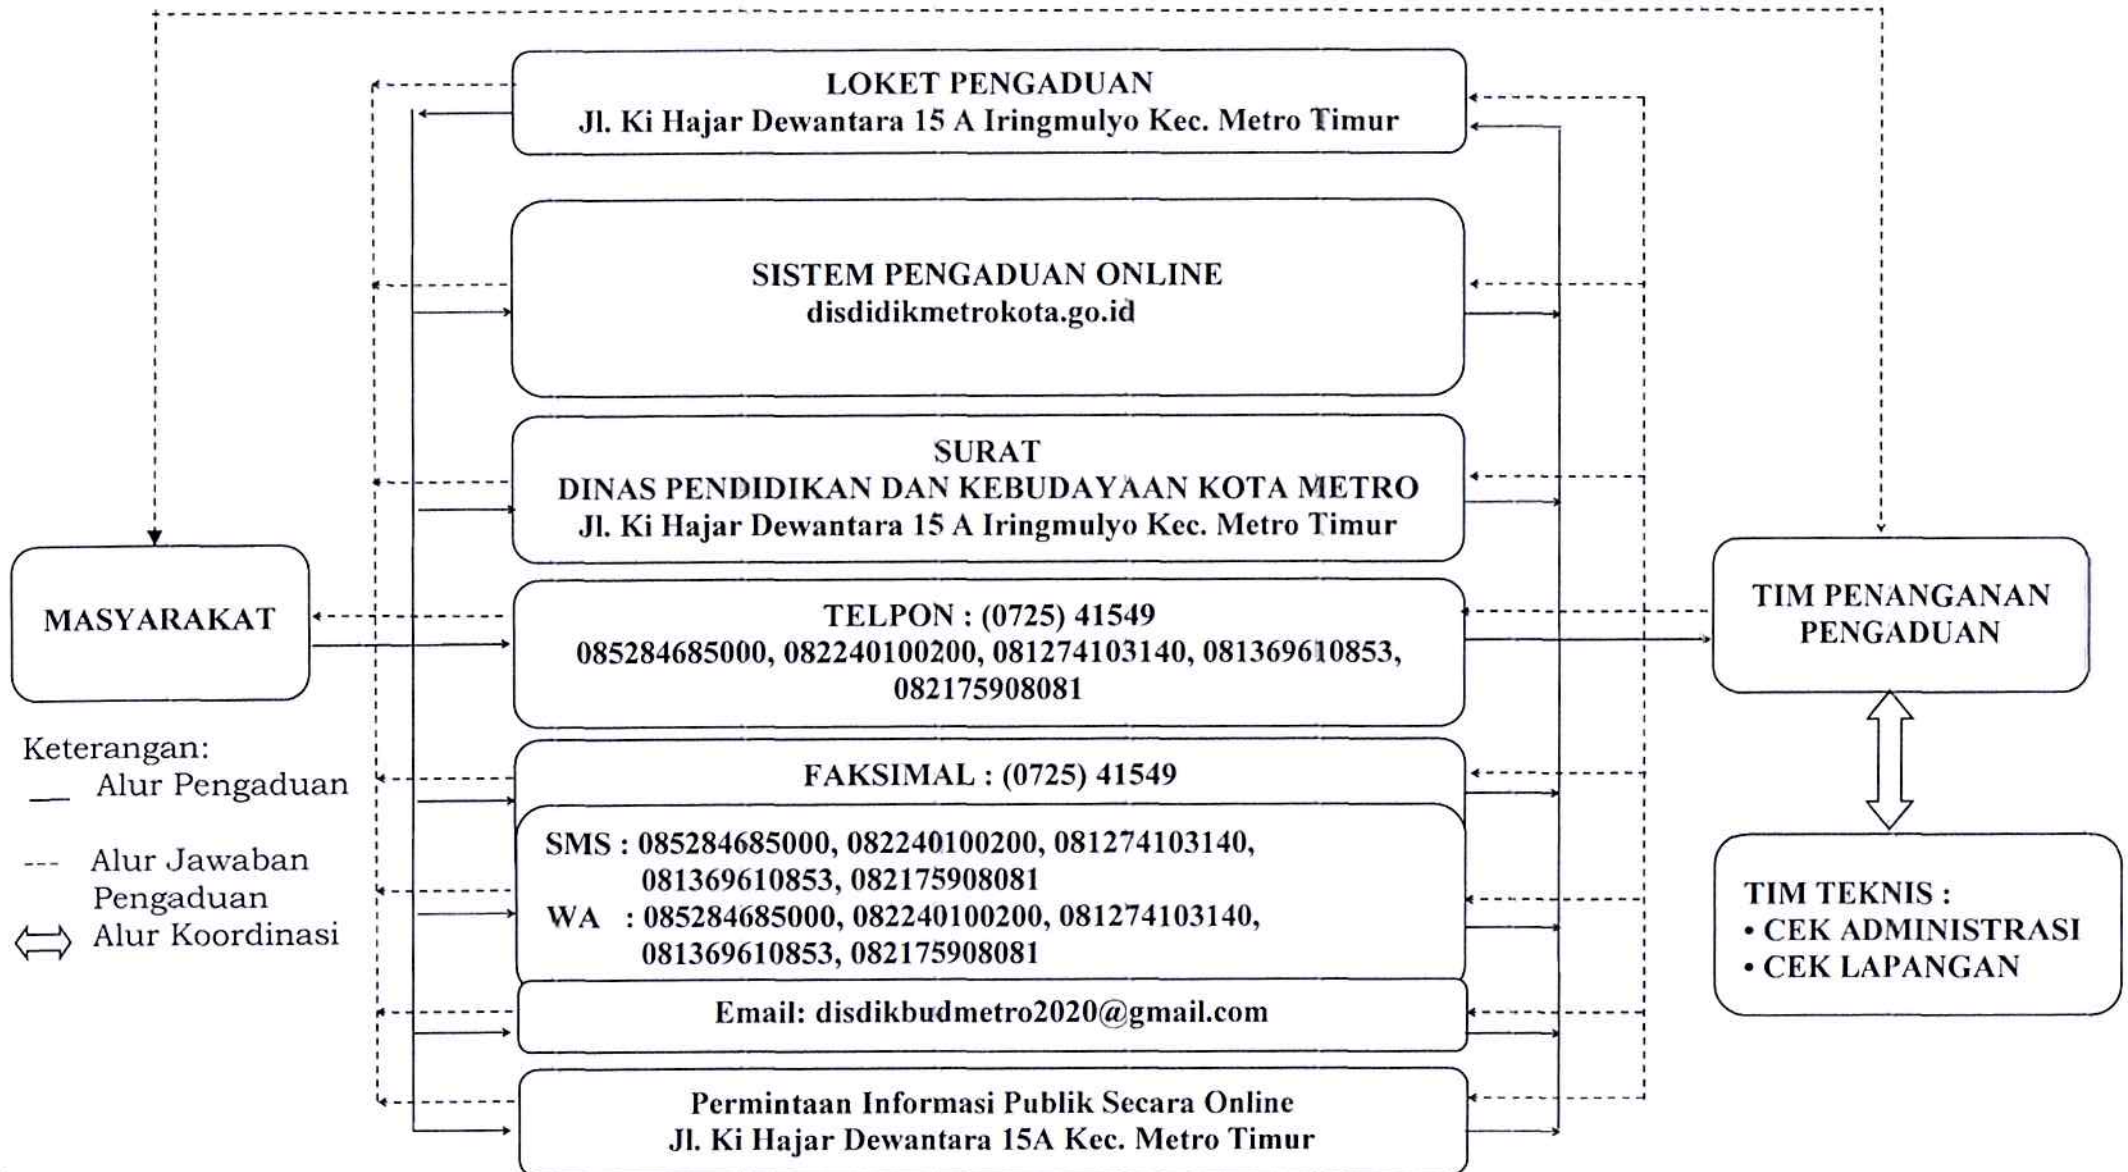 LOKET PENGADUAN
Jl. Ki Hajar Dewantara 15 A Iringmulyo Kec. Metro Timur
SISTEM PENGADUAN ONLINE
disdidikmetrokota.go.id
SURAT
DINAS PENDIDIKAN DAN KEBUDAYAAN KOTA METRO
Jl. Ki Hajar Dewantara 15 A Iringmulyo Kec. Metro Timur
MASYARAKAT
TELPON : (0725) 41549
085284685000, 082240100200, 081274103140, 081369610853,
082175908081
TIM PENANGANAN
PENGADUAN
Keterangan:
Alur Pengaduan
Alur Jawaban
Pengaduan
Alur Koordinasi
FAKSIMAL : (0725) 41549
SMS : 085284685000, 082240100200, 081274103140,
081369610853, 082175908081
WA : 085284685000, 082240100200, 081274103140,
081369610853, 082175908081
TIM TEKNIS :
• CEK ADMINISTRASI
• CEK LAPANGAN
Email: disdikbudmetro2020@gmail.com
Permintaan Informasi Publik Secara Online
Jl. Ki Hajar Dewantara 15A Kec. Metro Timur